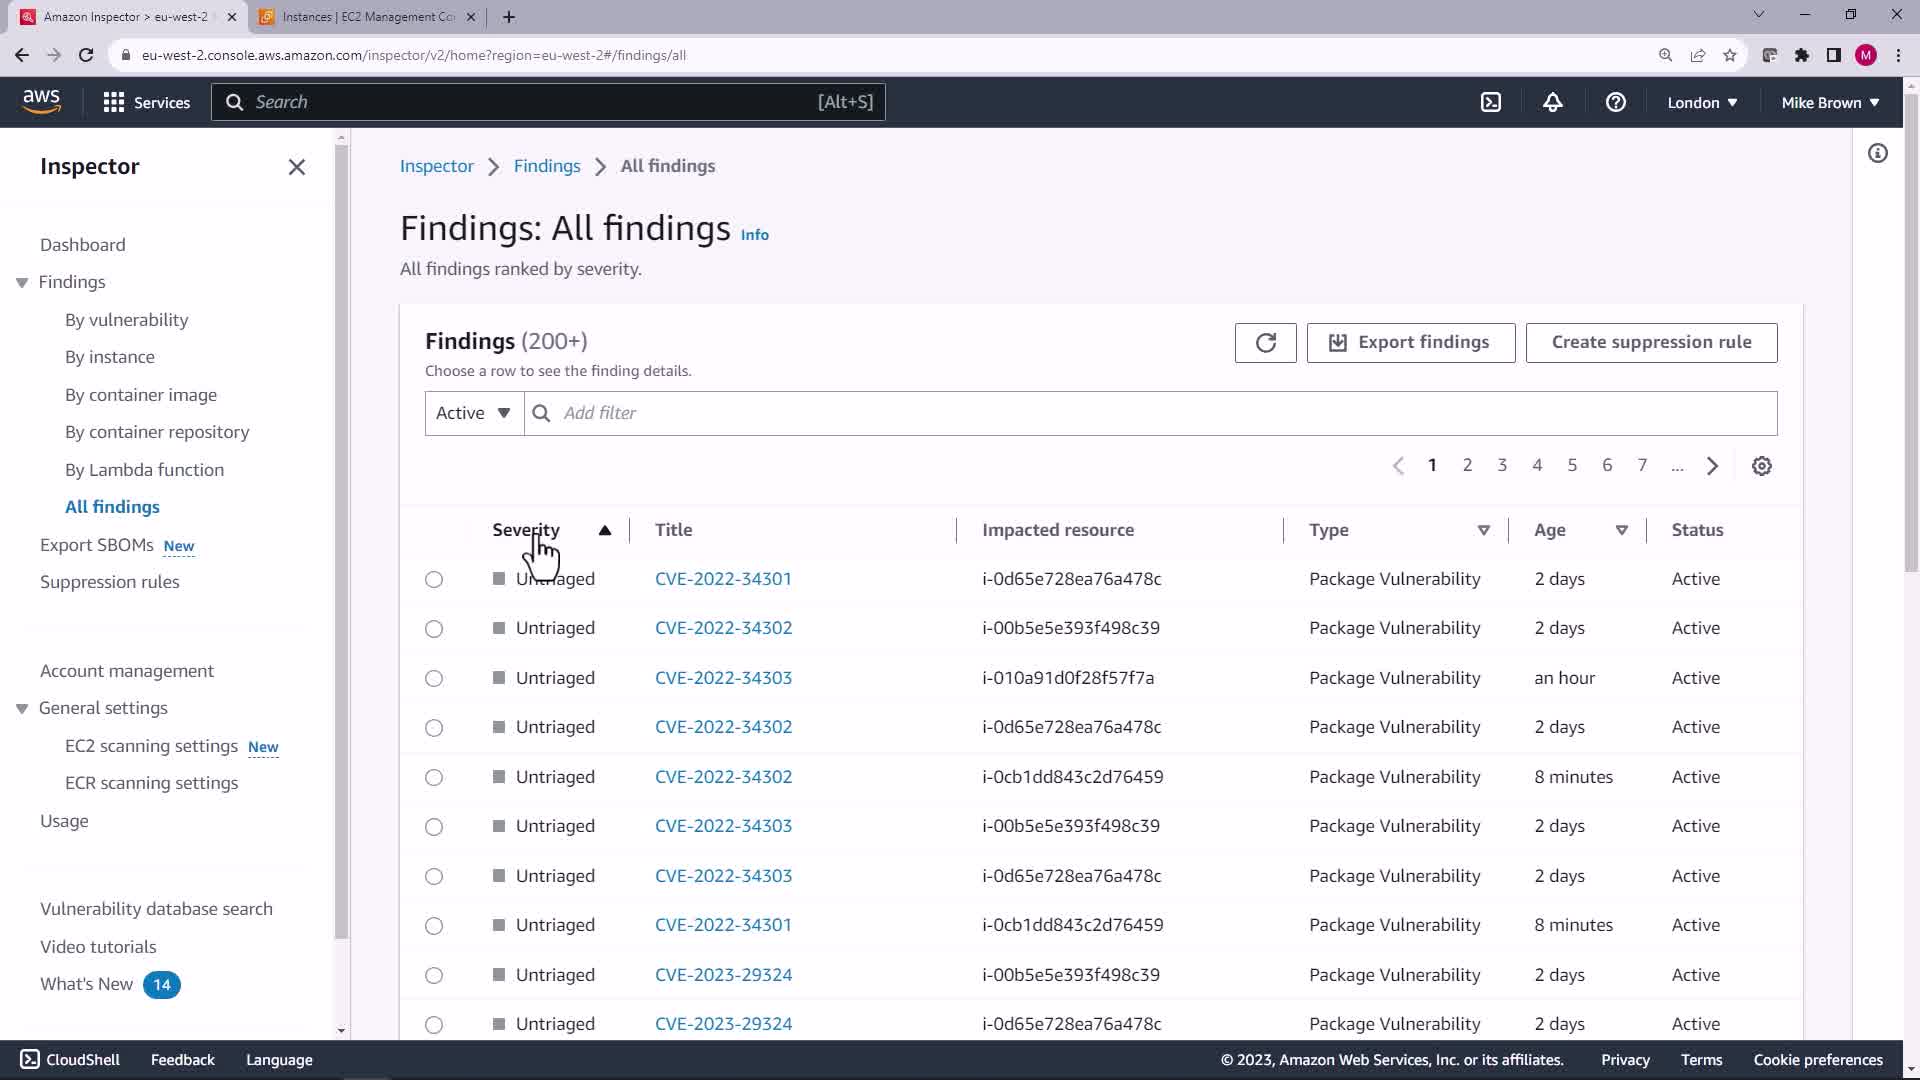 Amazon Inspector > eu-west-2
Instances | EC2 Management Co
eu-west-2.console.aws.amazon.com/inspector/v2/home?region=eu-west-2#/findings/all
M
aws
Services
Search
[Alt+S]
London
Mike Brown
Inspector
Dashboard
Findings
By vulnerability
By instance
By container image
By container repository
By Lambda function
All findings
Export SBOMs New
Suppression rules
Account management
General settings
EC2 scanning settings New
ECR scanning settings
Usage
Vulnerability database search
Video tutorials
What's New 14
Inspector > Findings > All findings
Findings: All findings Info
All findings ranked by severity.
Findings (200+)
Choose a row to see the finding details.
Export findings
Create suppression rule
Active
Add filter
1 2 3 4 5 6 7 ...
Severity Title Impacted resource Type Age Status
Untriaged CVE-2022-34301 i-0d65e728ea76a478c Package Vulnerability 2 days Active
Untriaged CVE-2022-34302 i-00b5e5e393f498c39 Package Vulnerability 2 days Active
Untriaged CVE-2022-34303 i-010a91d0f28f57f7a Package Vulnerability an hour Active
Untriaged CVE-2022-34302 i-0d65e728ea76a478c Package Vulnerability 2 days Active
Untriaged CVE-2022-34302 i-0cb1dd843c2d76459 Package Vulnerability 8 minutes Active
Untriaged CVE-2022-34303 i-00b5e5e393f498c39 Package Vulnerability 2 days Active
Untriaged CVE-2022-34303 i-0d65e728ea76a478c Package Vulnerability 2 days Active
Untriaged CVE-2022-34301 i-0cb1dd843c2d76459 Package Vulnerability 8 minutes Active
Untriaged CVE-2023-29324 i-00b5e5e393f498c39 Package Vulnerability 2 days Active
Untriaged CVE-2023-29324 i-0d65e728ea76a478c Package Vulnerability 2 days Active
CloudShell Feedback Language
© 2023, Amazon Web Services, Inc. or its affiliates. Privacy Terms Cookie preferences